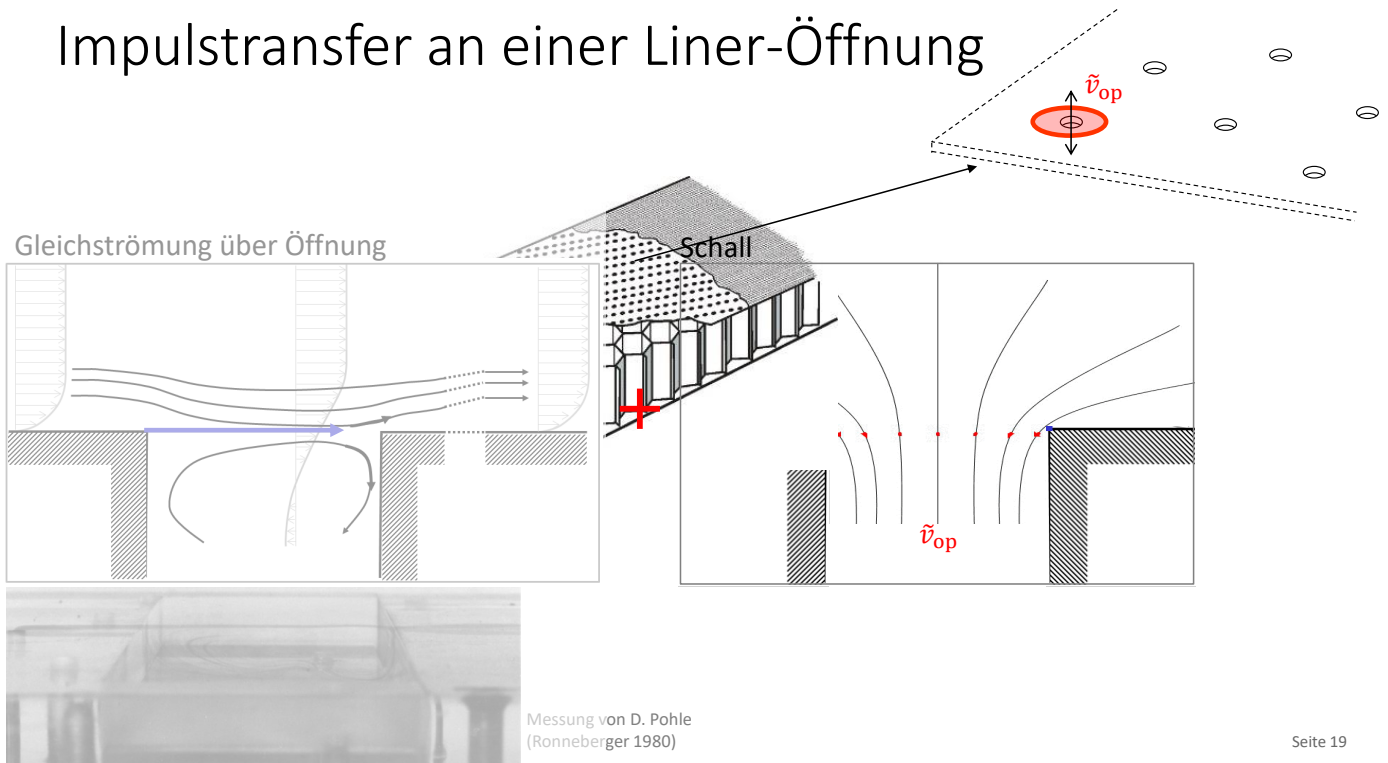 Impulstransfer an einer Liner-Öffnung
ṽop
Gleichströmung über Öffnung
Schall
ṽop
Messung von D. Pohle
(Ronneberger 1980)
Seite 19